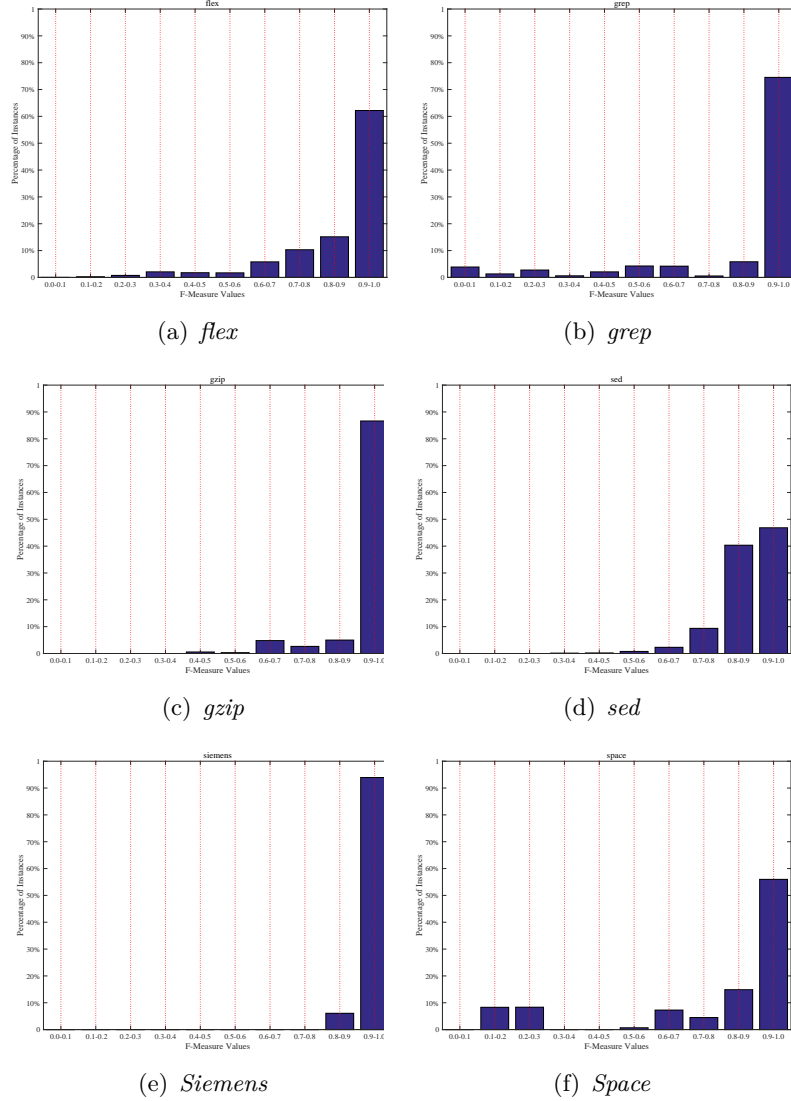 flex
1
90%
80%
70%
60%
50%
40%
30%
20%
10%
0
Percentage of Instances
0.0-0.1 0.1-0.2 0.2-0.3 0.3-0.4 0.4-0.5 0.5-0.6 0.6-0.7 0.7-0.8 0.8-0.9 0.9-1.0
F-Measure Values
(a) flex
grep
1
90%
80%
70%
60%
50%
40%
30%
20%
10%
0
Percentage of Instances
0.0-0.1 0.1-0.2 0.2-0.3 0.3-0.4 0.4-0.5 0.5-0.6 0.6-0.7 0.7-0.8 0.8-0.9 0.9-1.0
F-Measure Values
(b) grep
gzip
1
90%
80%
70%
60%
50%
40%
30%
20%
10%
0
Percentage of Instances
0.0-0.1 0.1-0.2 0.2-0.3 0.3-0.4 0.4-0.5 0.5-0.6 0.6-0.7 0.7-0.8 0.8-0.9 0.9-1.0
F-Measure Values
(c) gzip
sed
1
90%
80%
70%
60%
50%
40%
30%
20%
10%
0
Percentage of Instances
0.0-0.1 0.1-0.2 0.2-0.3 0.3-0.4 0.4-0.5 0.5-0.6 0.6-0.7 0.7-0.8 0.8-0.9 0.9-1.0
F-Measure Values
(d) sed
siemens
1
90%
80%
70%
60%
50%
40%
30%
20%
10%
0
Percentage of Instances
0.0-0.1 0.1-0.2 0.2-0.3 0.3-0.4 0.4-0.5 0.5-0.6 0.6-0.7 0.7-0.8 0.8-0.9 0.9-1.0
F-Measure Values
(e) Siemens
space
1
90%
80%
70%
60%
50%
40%
30%
20%
10%
0
Percentage of Instances
0.0-0.1 0.1-0.2 0.2-0.3 0.3-0.4 0.4-0.5 0.5-0.6 0.6-0.7 0.7-0.8 0.8-0.9 0.9-1.0
F-Measure Values
(f) Space